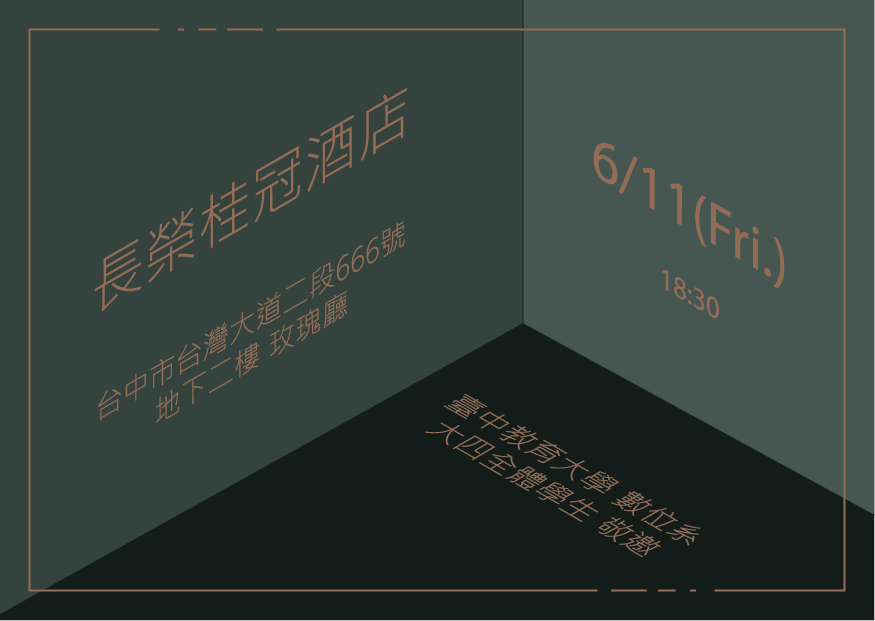 長榮桂冠酒店
台中市台灣大道二段666號
地下二樓 玫瑰廳
6/11(Fri.)
18:30
臺中教育大學 數位系
大四全體學生 敬邀